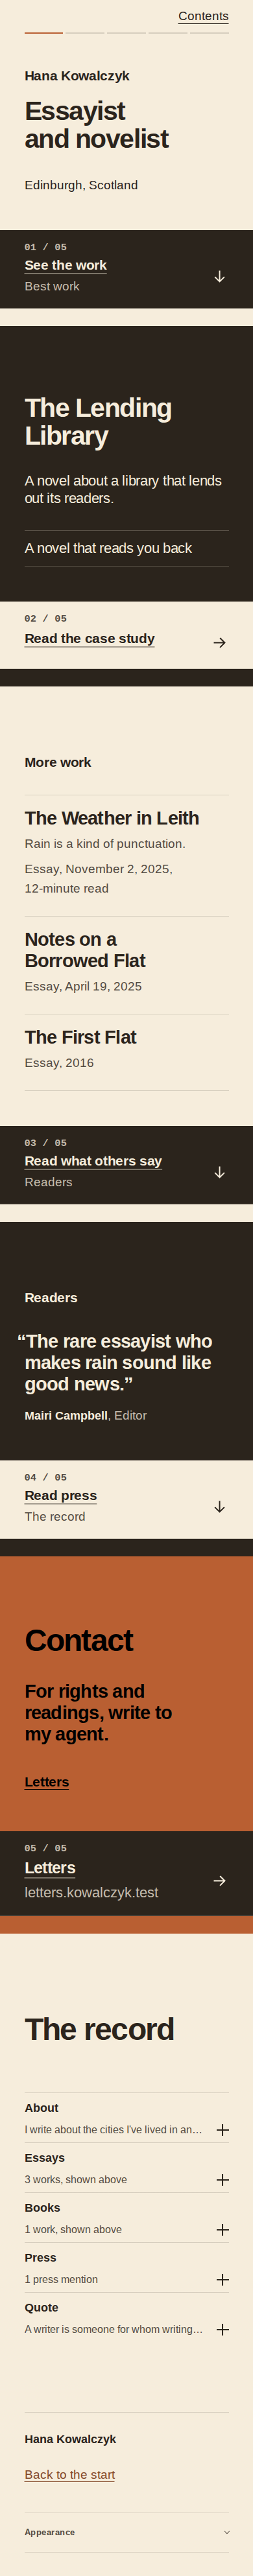 Contents
Hana Kowalczyk
Essayist
and novelist
Edinburgh, Scotland
01 / 05
See the work
Best work
The Lending
Library
A novel about a library that lends
out its readers.
A novel that reads you back
02 / 05
Read the case study
More work
The Weather in Leith
Rain is a kind of punctuation.
Essay, November 2, 2025,
12-minute read
Notes on a
Borrowed Flat
Essay, April 19, 2025
The First Flat
Essay, 2016
03 / 05
Read what others say
Readers
Readers
“The rare essayist who
makes rain sound like
good news.”
Mairi Campbell, Editor
04 / 05
Read press
The record
Contact
For rights and
readings, write to
my agent.
Letters
05 / 05
Letters
letters.kowalczyk.test
The record
About
I write about the cities I've lived in an…
Essays
3 works, shown above
Books
1 work, shown above
Press
1 press mention
Quote
A writer is someone for whom writing…
Hana Kowalczyk
Back to the start
Appearance